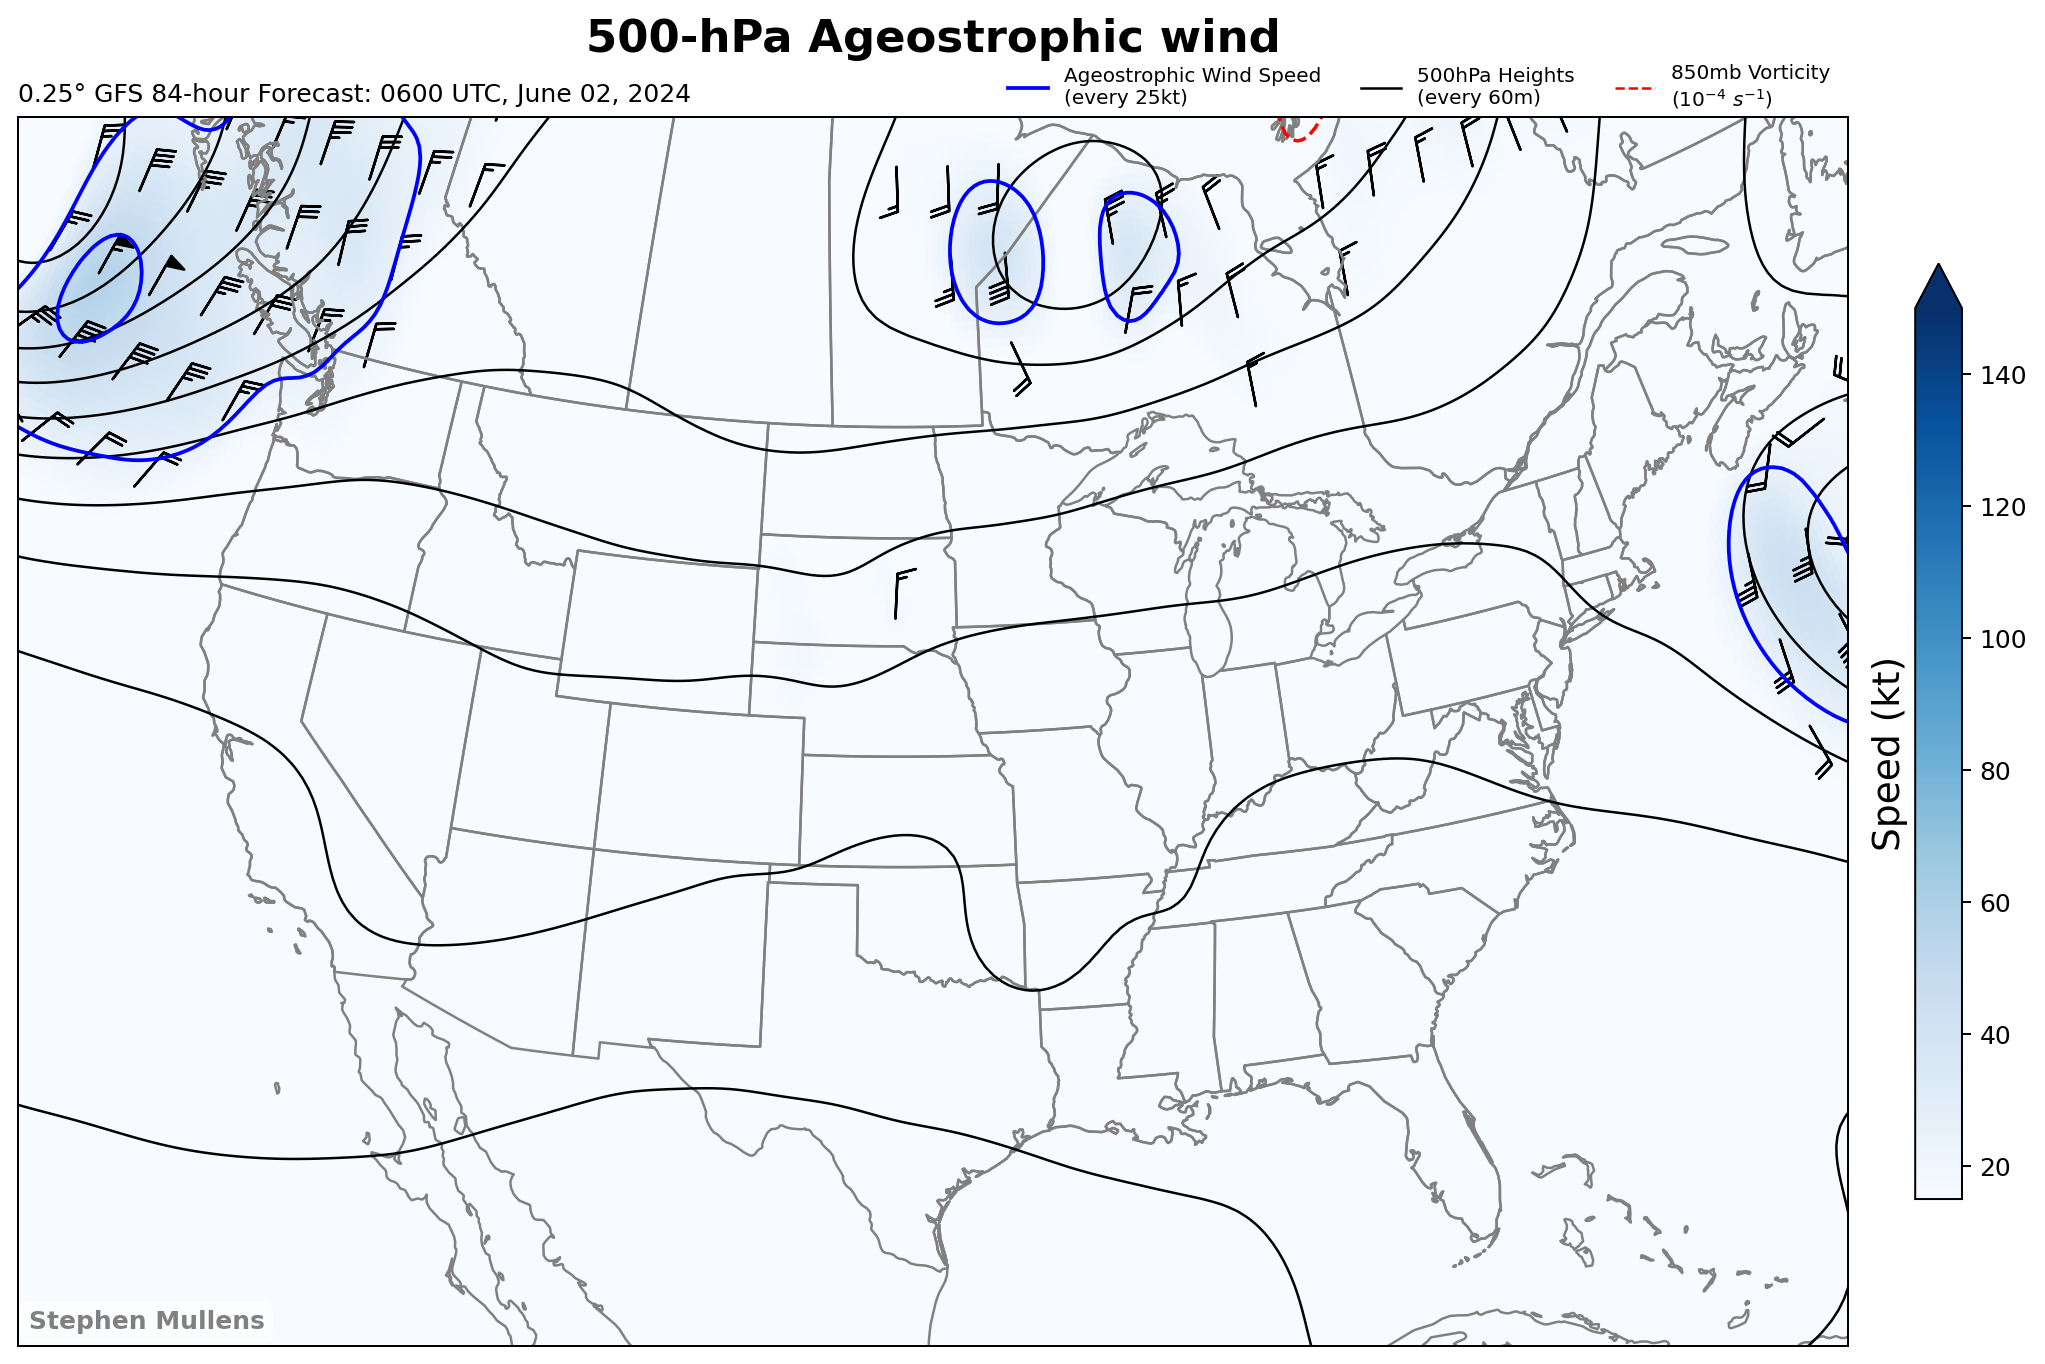 500-hPa Ageostrophic wind
0.25° GFS 84-hour Forecast: 0600 UTC, June 02, 2024
Ageostrophic Wind Speed
(every 25kt)
500hPa Heights
(every 60m)
850mb Vorticity
(10⁻⁴ s⁻¹)
140
120
100
80
60
40
20
Speed (kt)
Stephen Mullens